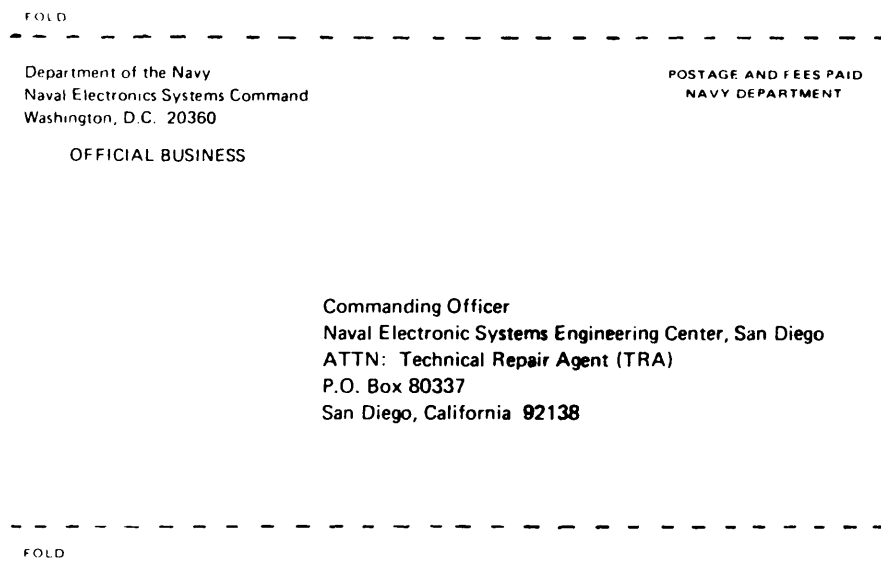 FOLD
Department of the Navy
Naval Electronics Systems Command
Washington, D.C. 20360
POSTAGE AND FEES PAID
NAVY DEPARTMENT
OFFICIAL BUSINESS
Commanding Officer
Naval Electronic Systems Engineering Center, San Diego
ATTN: Technical Repair Agent (TRA)
P.O. Box 80337
San Diego, California 92138
FOLD